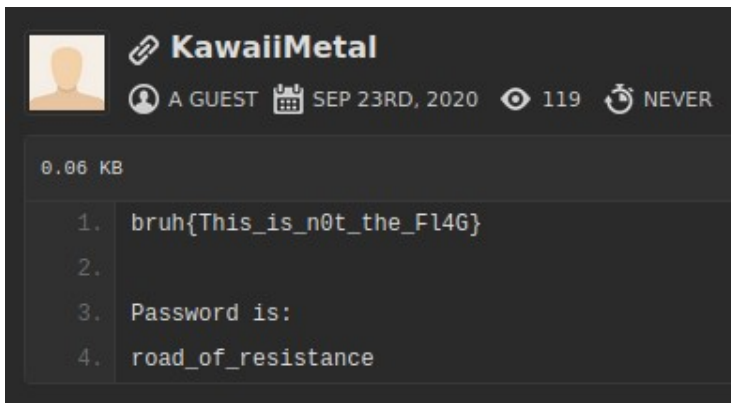 KawaiiMetal
A GUEST SEP 23RD, 2020 119 NEVER
0.06 KB
1. bruh{This_is_n0t_the_Fl4G}
2.
3. Password is:
4. road_of_resistance